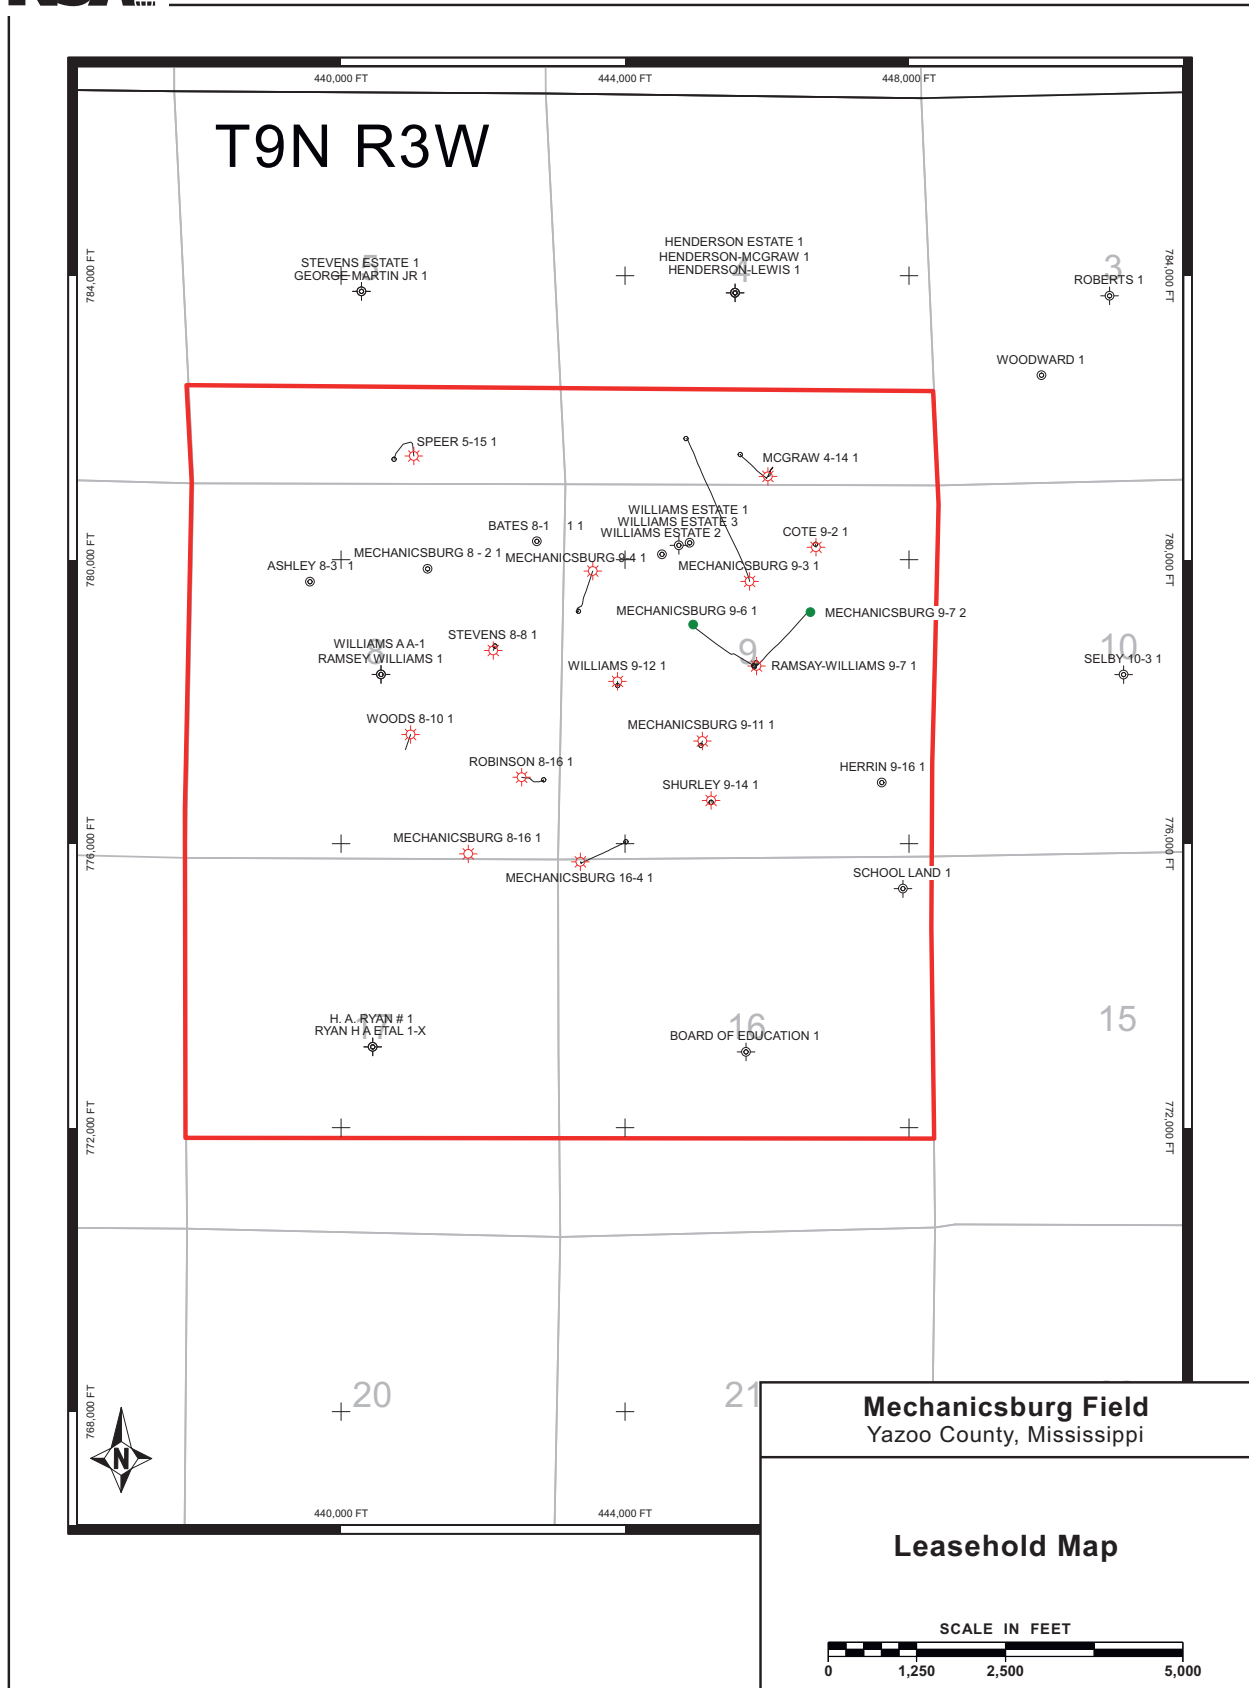 440,000 FT
444,000 FT
448,000 FT
T9N R3W
784,000 FT
784,000 FT
5
STEVENS ESTATE 1
GEORGE MARTIN JR 1
4
HENDERSON ESTATE 1
HENDERSON-MCGRAW 1
HENDERSON-LEWIS 1
3
ROBERTS 1
WOODWARD 1
SPEER 5-15 1
MCGRAW 4-14 1
780,000 FT
780,000 FT
WILLIAMS ESTATE 1
WILLIAMS ESTATE 3
WILLIAMS ESTATE 2
BATES 8-1 1 1
COTE 9-2 1
MECHANICSBURG 8 - 2 1
MECHANICSBURG 9-4 1
ASHLEY 8-3 1
MECHANICSBURG 9-3 1
MECHANICSBURG 9-6 1
MECHANICSBURG 9-7 2
STEVENS 8-8 1
8
WILLIAMS A A-1
RAMSEY WILLIAMS 1
9
10
WILLIAMS 9-12 1
RAMSAY-WILLIAMS 9-7 1
SELBY 10-3 1
WOODS 8-10 1
MECHANICSBURG 9-11 1
ROBINSON 8-16 1
HERRIN 9-16 1
SHURLEY 9-14 1
776,000 FT
776,000 FT
MECHANICSBURG 8-16 1
MECHANICSBURG 16-4 1
SCHOOL LAND 1
17
H. A. RYAN # 1
RYAN H A ETAL 1-X
16
BOARD OF EDUCATION 1
15
772,000 FT
772,000 FT
768,000 FT
20
21
N
440,000 FT
444,000 FT
Mechanicsburg Field
Yazoo County, Mississippi
Leasehold Map
SCALE IN FEET
0 1,250 2,500 5,000